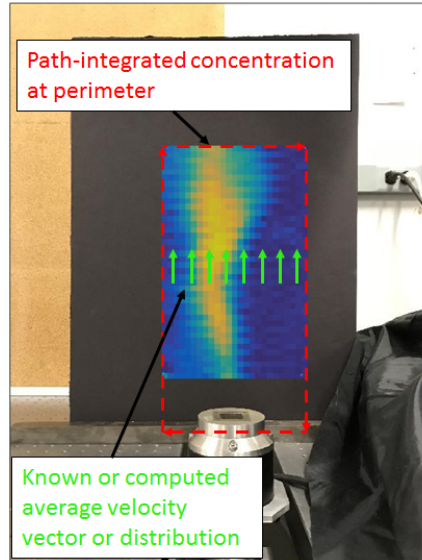 Path-integrated concentration
at perimeter
Known or computed
average velocity
vector or distribution